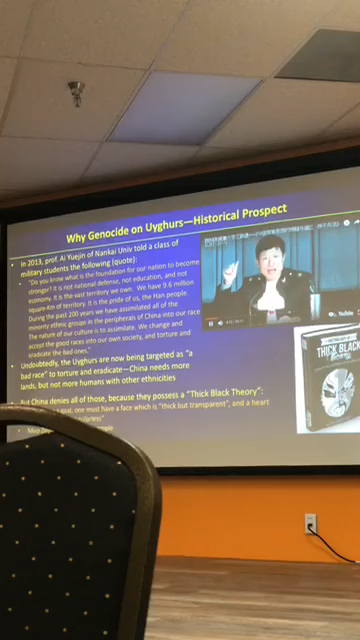 Why Genocide on Uyghurs—Historical Prospect
In 2013, prof. Ai Yuejin of Nankai Univ told a class of
military students the following (quote):
"Do you know what is the foundation for our nation to become
stronger? It is not national defense, not education, and not
economy. It is the vast territory we own. We have 9.6 million
square-Km of territory. It is the pride of us, the Han people.
During the past 200 years we have assimilated all of the
minority ethnic groups in the peripherals of China into our race
The nature of our culture is to assimilate. We change and
accept the good races into our own society, and torture and
eradicate the bad ones."
Undoubtedly, the Uyghurs are now being targeted as "a
bad race" to torture and eradicate—China needs more
lands, but not more humans with other ethnicities
But China denies all of those, because they possess a "Thick Black Theory":
goal, one must have a face which is "thick but transparent", and a heart
YouTube
THICK BLACK